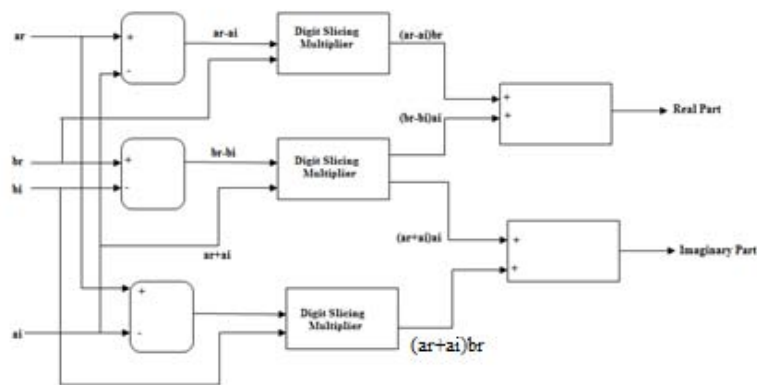 ar
+
-
ar-ai
Digit Slicing
Multiplier
(ar-ai)br
+
+
Real Part
(br-bi)ai
br
bi
+
-
br-bi
Digit Slicing
Multiplier
ar+ai
(ar+ai)ai
+
+
Imaginary Part
ai
+
-
Digit Slicing
Multiplier
(ar+ai)br